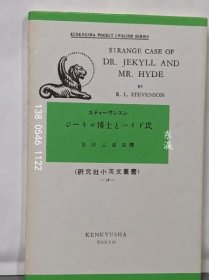 KENKYUSHA POCKET ENGLISH SERIES
STRANGE CASE OF
DR. JEKYLL AND
MR. HYDE
BY
R. L. STEVENSON
スティーヴンスン
ジーキル博士とハイド氏
(研究社小英文叢書)
KENKYUSHA
TOKYO
138 0546 1122